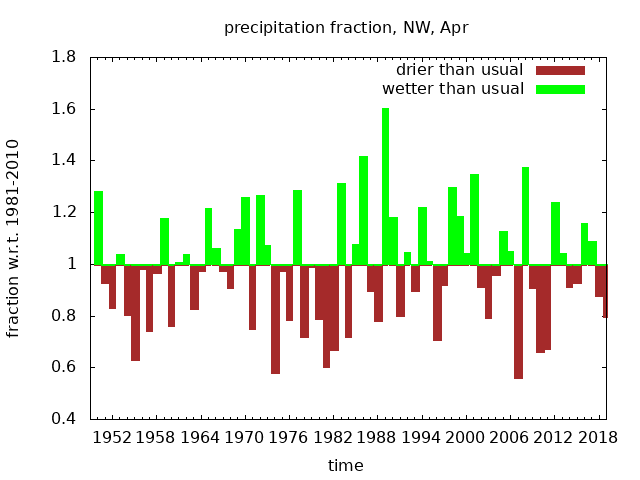 precipitation fraction, NW, Apr
drier than usual
wetter than usual
fraction w.r.t. 1981-2010
1.8
1.6
1.4
1.2
1
0.8
0.6
0.4
1952 1958 1964 1970 1976 1982 1988 1994 2000 2006 2012 2018
time